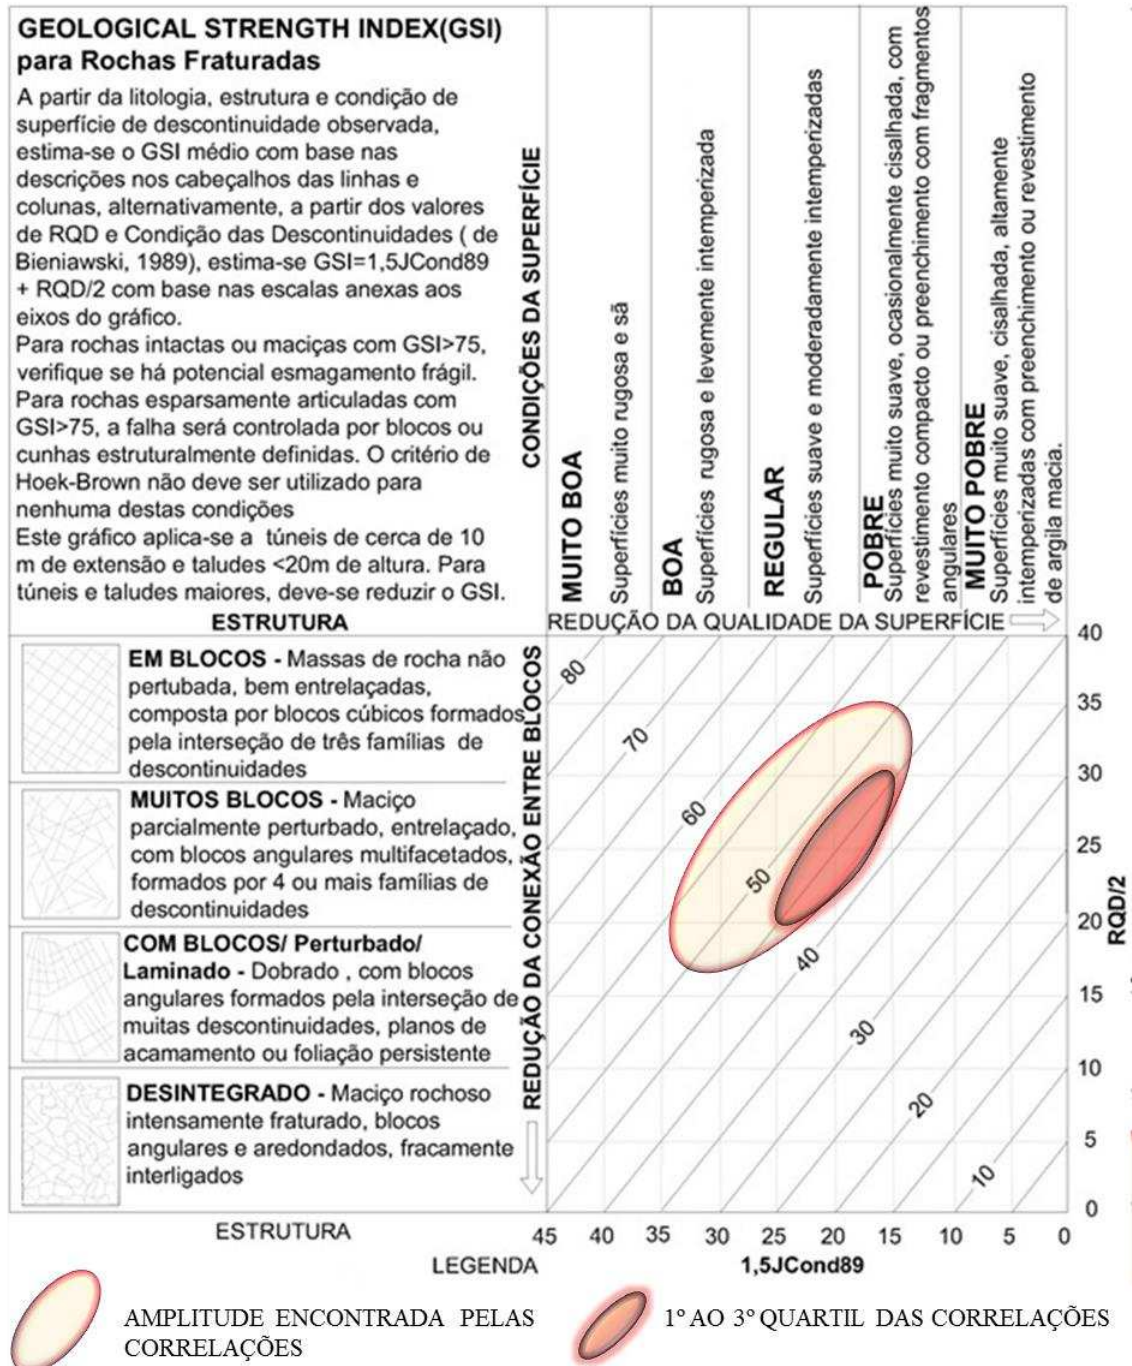 GEOLOGICAL STRENGTH INDEX(GSI)
para Rochas Fraturadas
A partir da litologia, estrutura e condição de
superfície de descontinuidade observada,
estima-se o GSI médio com base nas
descrições nos cabeçalhos das linhas e
colunas, alternativamente, a partir dos valores
de RQD e Condição das Descontinuidades ( de
Bieniawski, 1989), estima-se GSI=1,5JCond89
+ RQD/2 com base nas escalas anexas aos
eixos do gráfico.
Para rochas intactas ou maciças com GSI>75,
verifique se há potencial esmagamento frágil.
Para rochas esparsamente articuladas com
GSI>75, a falha será controlada por blocos ou
cunhas estruturalmente definidas. O critério de
Hoek-Brown não deve ser utilizado para
nenhuma destas condições
Este gráfico aplica-se a túneis de cerca de 10
m de extensão e taludes <20m de altura. Para
túneis e taludes maiores, deve-se reduzir o GSI.
CONDIÇÕES DA SUPERFÍCIE
MUITO BOA
Superfícies muito rugosa e sã
BOA
Superfícies rugosa e levemente intemperizada
REGULAR
Superfícies suave e moderadamente intemperizadas
POBRE
Superfícies muito suave, ocasionalmente cisalhada, com
revestimento compacto ou preenchimento com fragmentos
angulares
MUITO POBRE
Superfícies muito suave, cisalhada, altamente
intemperizadas com preenchimento ou revestimento
de argila macia.
ESTRUTURA
REDUÇÃO DA QUALIDADE DA SUPERFÍCIE
EM BLOCOS - Massas de rocha não
pertubada, bem entrelaçadas,
composta por blocos cúbicos formados
pela interseção de três famílias de
descontinuidades
MUITOS BLOCOS - Maciço
parcialmente perturbado, entrelaçado,
com blocos angulares multifacetados,
formados por 4 ou mais famílias de
descontinuidades
COM BLOCOS/ Perturbado/
Laminado - Dobrado , com blocos
angulares formados pela interseção de
muitas descontinuidades, planos de
acamamento ou foliação persistente
DESINTEGRADO - Maciço rochoso
intensamente fraturado, blocos
angulares e aredondados, fracamente
interligados
REDUÇÃO DA CONEXÃO ENTRE BLOCOS
80
70
60
50
40
30
20
10
40
35
30
25
20
15
10
5
0
RQD/2
ESTRUTURA
45 40 35 30 25 20 15 10 5 0
LEGENDA
1,5JCond89
AMPLITUDE ENCONTRADA PELAS
CORRELAÇÕES
1º AO 3º QUARTIL DAS CORRELAÇÕES